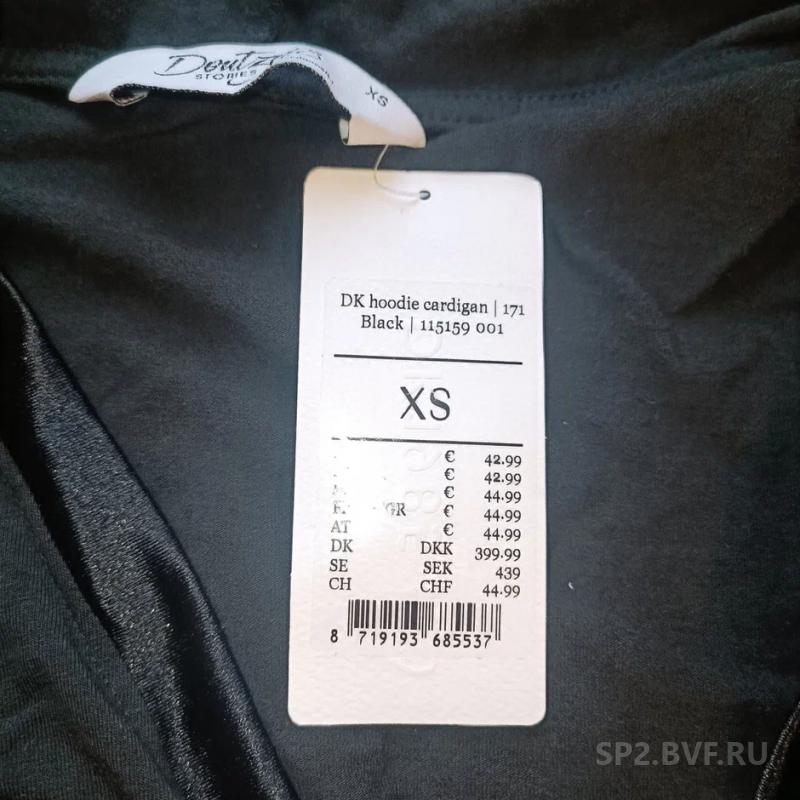 Doutzen
STORIES
XS
DK hoodie cardigan | 171
Black | 115159 001
XS
€ 42.99
€ 42.99
€ 44.99
GR € 44.99
AT € 44.99
DK DKK 399.99
SE SEK 439
CH CHF 44.99
8 719193 685537
SP2.BVF.RU